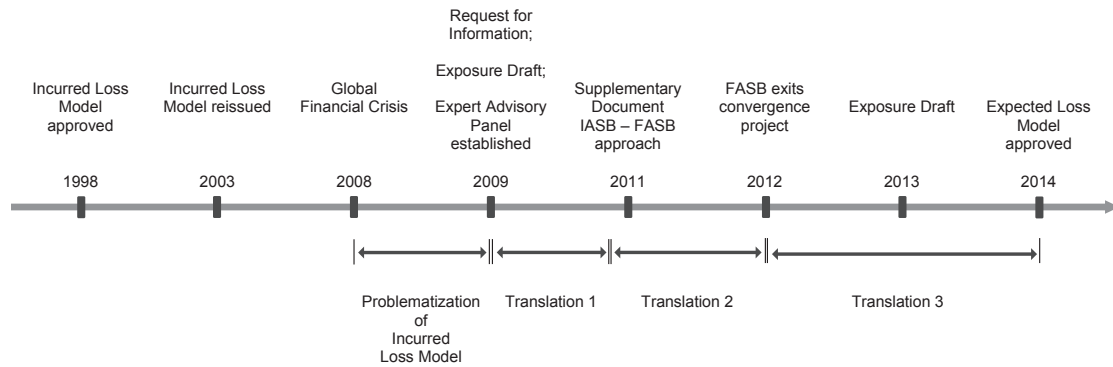 Request for
Information;
Exposure Draft;
Expert Advisory
Panel
established
Incurred Loss
Model
approved
Incurred Loss
Model reissued
Global
Financial Crisis
Supplementary
Document
IASB – FASB
approach
FASB exits
convergence
project
Exposure Draft
Expected Loss
Model
approved
1998
2003
2008
2009
2011
2012
2013
2014
Problematization
of
Incurred
Loss Model
Translation 1
Translation 2
Translation 3